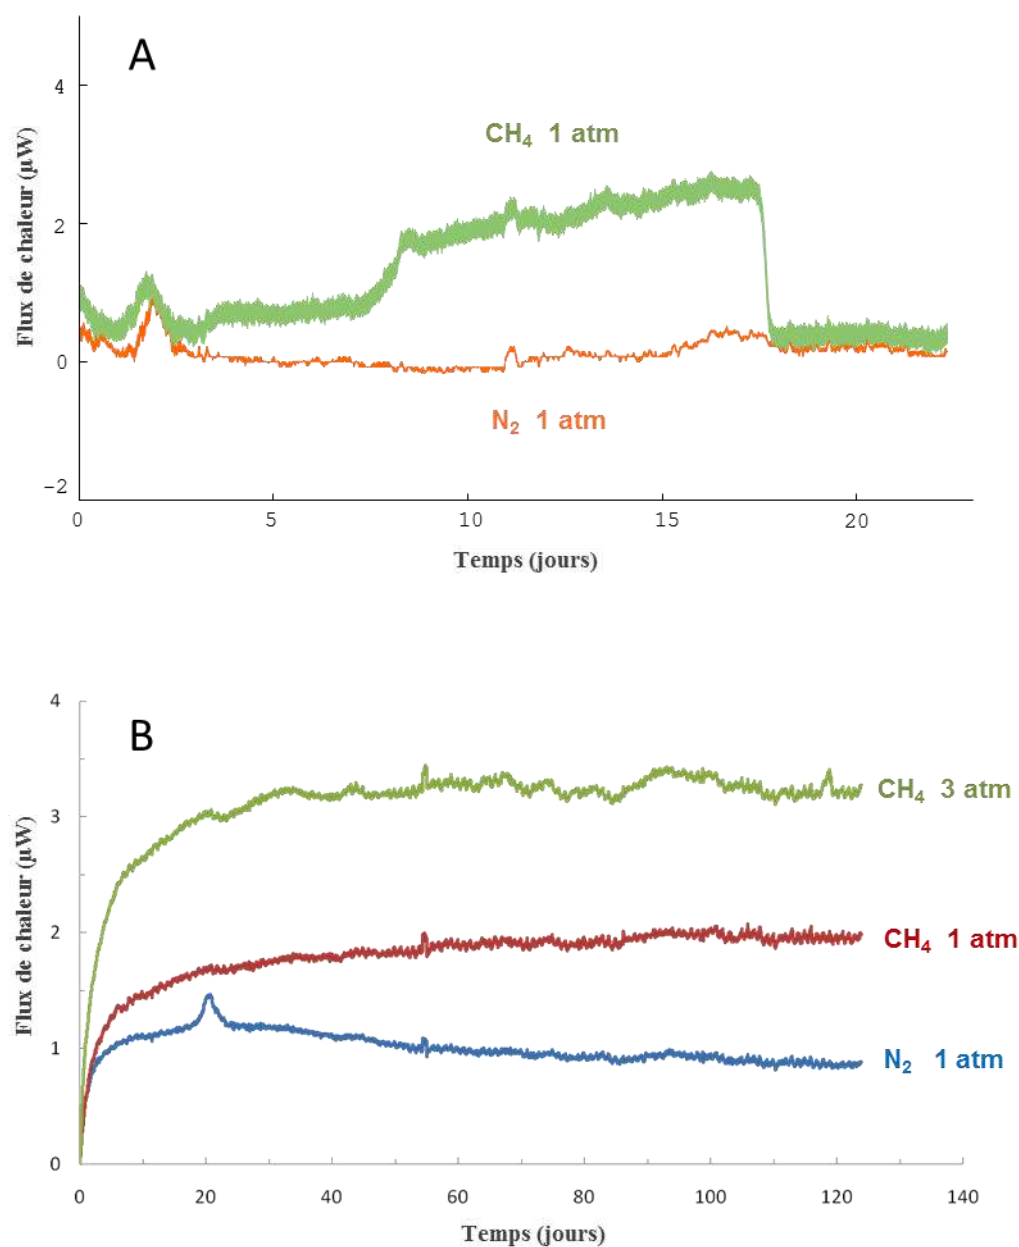 A
Flux de chaleur (µW)
4
2
0
−2
CH₄ 1 atm
N₂ 1 atm
0 5 10 15 20
Temps (jours)
B
Flux de chaleur (µW)
4
3
2
1
0
CH₄ 3 atm
CH₄ 1 atm
N₂ 1 atm
0 20 40 60 80 100 120 140
Temps (jours)